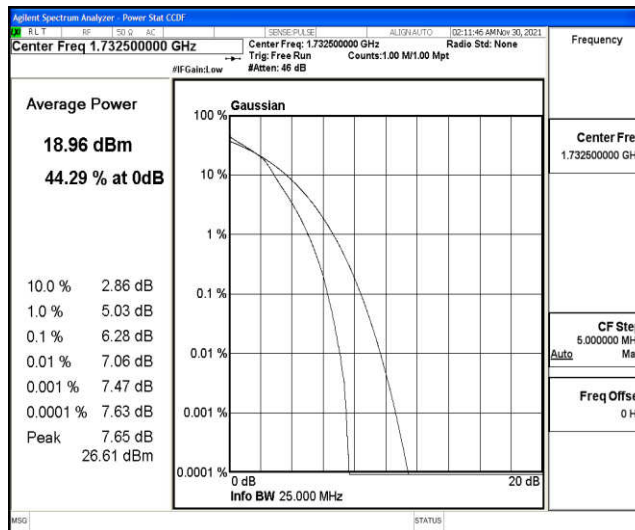 Agilent Spectrum Analyzer - Power Stat CCDF
RLT RF 50 Ω AC SENSE:PULSE ALIGN AUTO 02:11:46 AM Nov 30, 2021
Center Freq 1.732500000 GHz
Center Freq: 1.732500000 GHz Radio Std: None
Trig: Free Run Counts:1.00 M/1.00 Mpt
#IFGain:Low #Atten: 46 dB
Frequency
Average Power
18.96 dBm
44.29 % at 0dB
10.0 % 2.86 dB
1.0 % 5.03 dB
0.1 % 6.28 dB
0.01 % 7.06 dB
0.001 % 7.47 dB
0.0001 % 7.63 dB
Peak 7.65 dB
26.61 dBm
Gaussian
100 %
10 %
1 %
0.1 %
0.01 %
0.001 %
0.0001 %
0 dB 20 dB
Info BW 25.000 MHz
Center Fre
1.732500000 GH
CF Ste
5.000000 MH
Auto Ma
Freq Offse
0 H
MSG STATUS